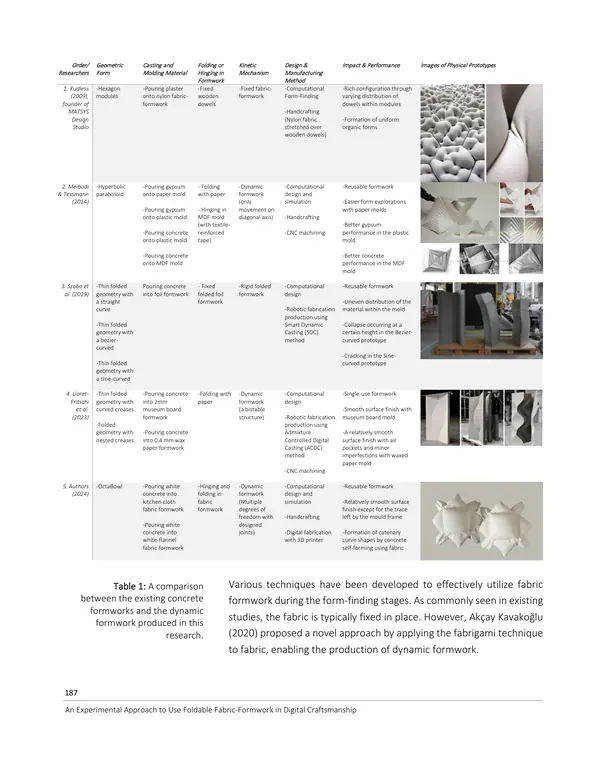 Order/
Researchers
Geometric
Form
Casting and
Molding Material
Folding or
Hinging in
Formwork
Kinetic
Mechanism
Design &
Manufacturing
Method
Impact & Performance
Images of Physical Prototypes
1. Kudless
(2009),
founder of
MATSYS
Design
Studio
-Hexagon
modules
-Pouring plaster
onto nylon fabric-
formwork
-Fixed
wooden
dowels
-Fixed fabric-
formwork
-Computational
Form-Finding
-Handcrafting
(Nylon fabric
stretched over
wooden dowels)
-Rich configuration through
varying distribution of
dowels within modules
-Formation of uniform
organic forms
2. Miribodi
& Tessmann
(2014)
-Hyperbolic
paraboloid
-Pouring gypsum
onto paper mold
-Pouring gypsum
onto plastic mold
-Pouring concrete
onto plastic mold
-Pouring concrete
onto MDF mold
- Folding
with paper
- Hinging in
MDF mold
(with textile-
reinforced
tape)
-Dynamic
formwork
(only
movement on
diagonal axis)
-Computational
design and
simulation
-Handcrafting
-CNC machining
-Reusable formwork
-Easier form explorations
with paper molds
-Better gypsum
performance in the plastic
mold
-Better concrete
performance in the MDF
mold
3. Szabo et
al. (2019)
-Thin folded
geometry with
a straight
curve
-Thin folded
geometry with
a bezier-
curved
-Thin folded
geometry with
a sine-curved
Pouring concrete
into foil formwork
- Fixed
folded foil
formwork
-Rigid folded
formwork
-Computational
design
-Robotic fabrication
production using
Smart Dynamic
Casting (SDC)
method
-Reusable formwork
-Uneven distribution of the
material within the mold
-Collapse occurring at a
certain height in the Bezier-
curved prototype
-Cracking in the Sine-
curved prototype
4. Lloret-
Fritschi
et al.
(2023)
-Thin folded
geometry with
curved creases
-Folded
geometry with
nested creases
-Pouring concrete
into 2mm
museum board
formwork
-Pouring concrete
into 0.4 mm wax
paper formwork
-Folding with
paper
-Dynamic
formwork
(a bistable
structure)
-Computational
design
-Robotic fabrication
production using
Admixture
Controlled Digital
Casting (ACDC)
method
-CNC machining
-Single-use formwork
-Smooth surface finish with
museum board mold
-A relatively smooth
surface finish with air
pockets and minor
imperfections with waxed
paper mold
5. Authors
(2024)
-OctaBowl
-Pouring white
concrete into
kitchen cloth
fabric formwork
-Pouring white
concrete into
white-flannel
fabric formwork
-Hinging and
folding in
fabric
formwork
-Dynamic
formwork
(Multiple
degrees of
freedom with
designed
joints)
-Computational
design and
simulation
-Handcrafting
-Digital fabrication
with 3D printer
-Reusable formwork
-Relatively smooth surface
finish except for the trace
left by the mould frame
-Formation of catenary
curve shapes by concrete
self-forming using fabric
Table 1: A comparison
between the existing concrete
formworks and the dynamic
formwork produced in this
research.
Various techniques have been developed to effectively utilize fabric
formwork during the form-finding stages. As commonly seen in existing
studies, the fabric is typically fixed in place. However, Akçay Kavakoğlu
(2020) proposed a novel approach by applying the fabrigami technique
to fabric, enabling the production of dynamic formwork.
187
An Experimental Approach to Use Foldable Fabric-Formwork in Digital Craftsmanship